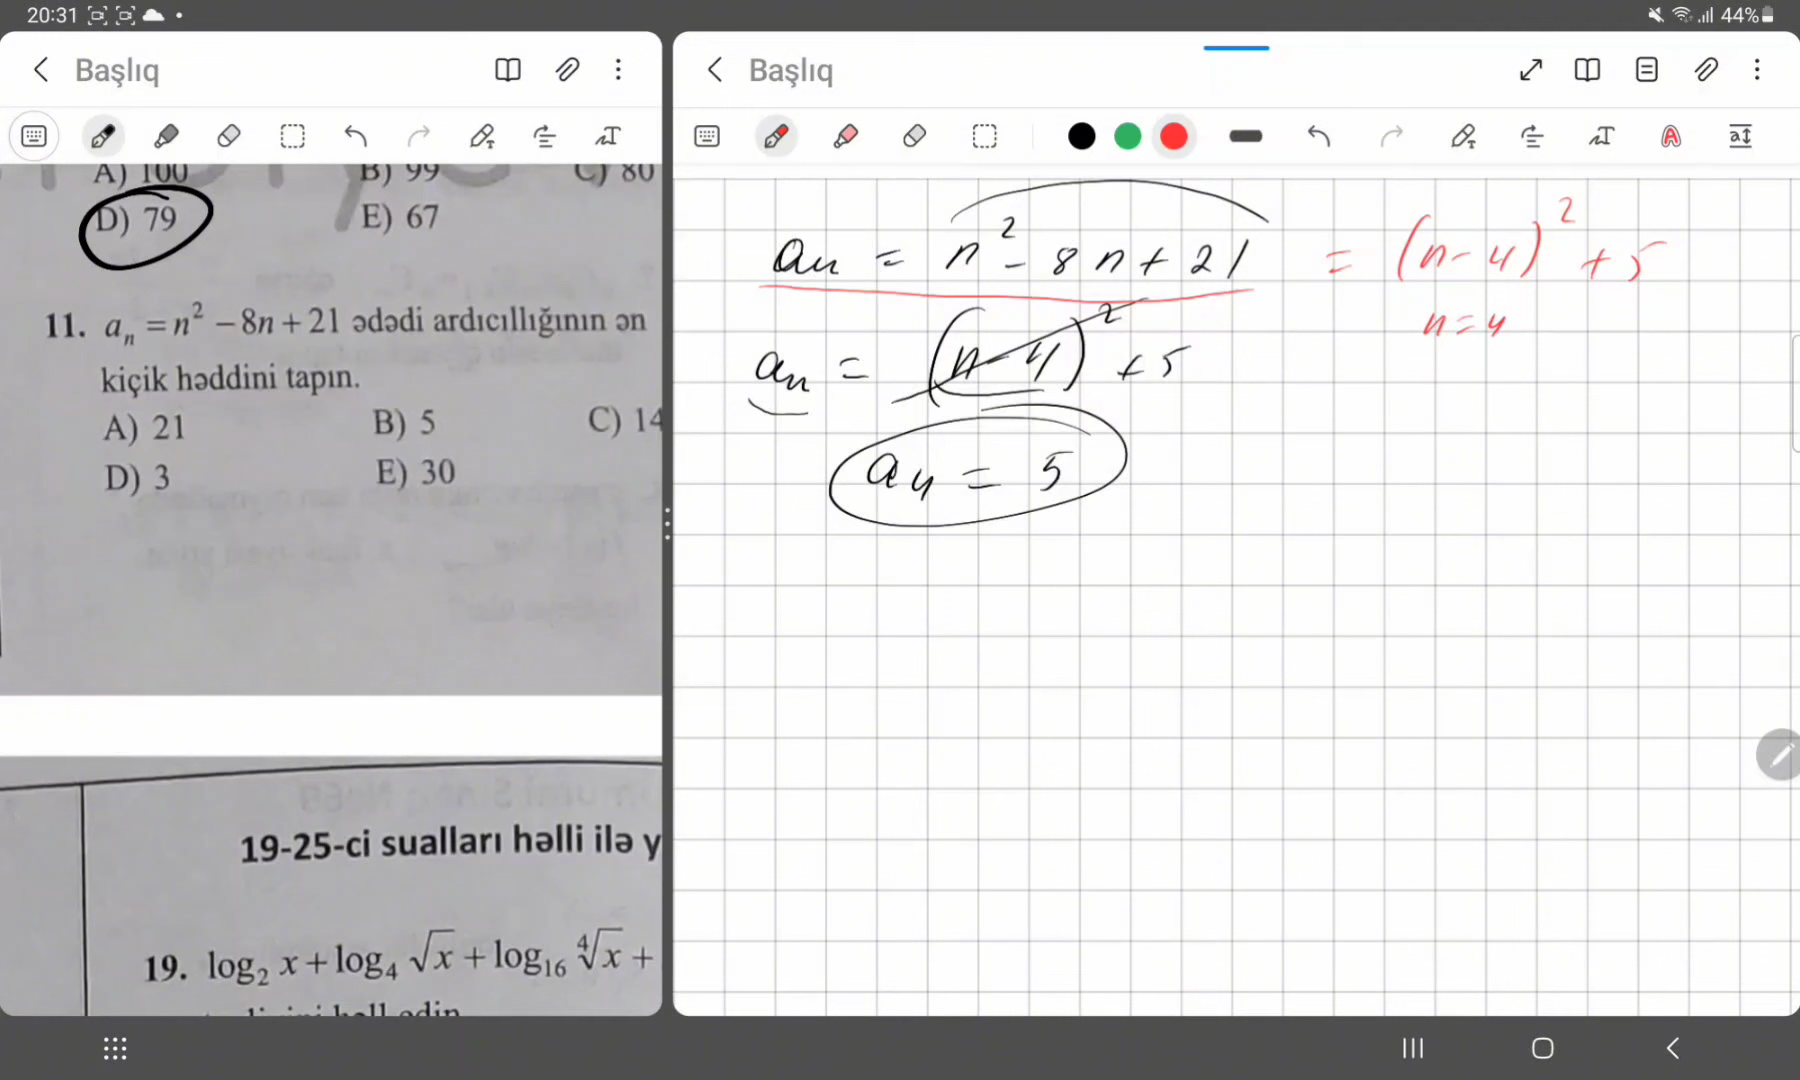 20:31
44%
Başlıq
A) 100 B) 99 C) 80
D) 79 E) 67
11. aₙ = n² − 8n + 21 ədədi ardıcıllığının ən
kiçik həddini tapın.
A) 21 B) 5 C) 14
D) 3 E) 30
19-25-ci sualları həlli ilə y
19. log₂ x + log₄ √x + log₁₆ ∜x +
Başlıq
aₙ = n² − 8n + 21 = (n − 4)² + 5
n = 4
aₙ = (n − 4)² + 5
a₄ = 5